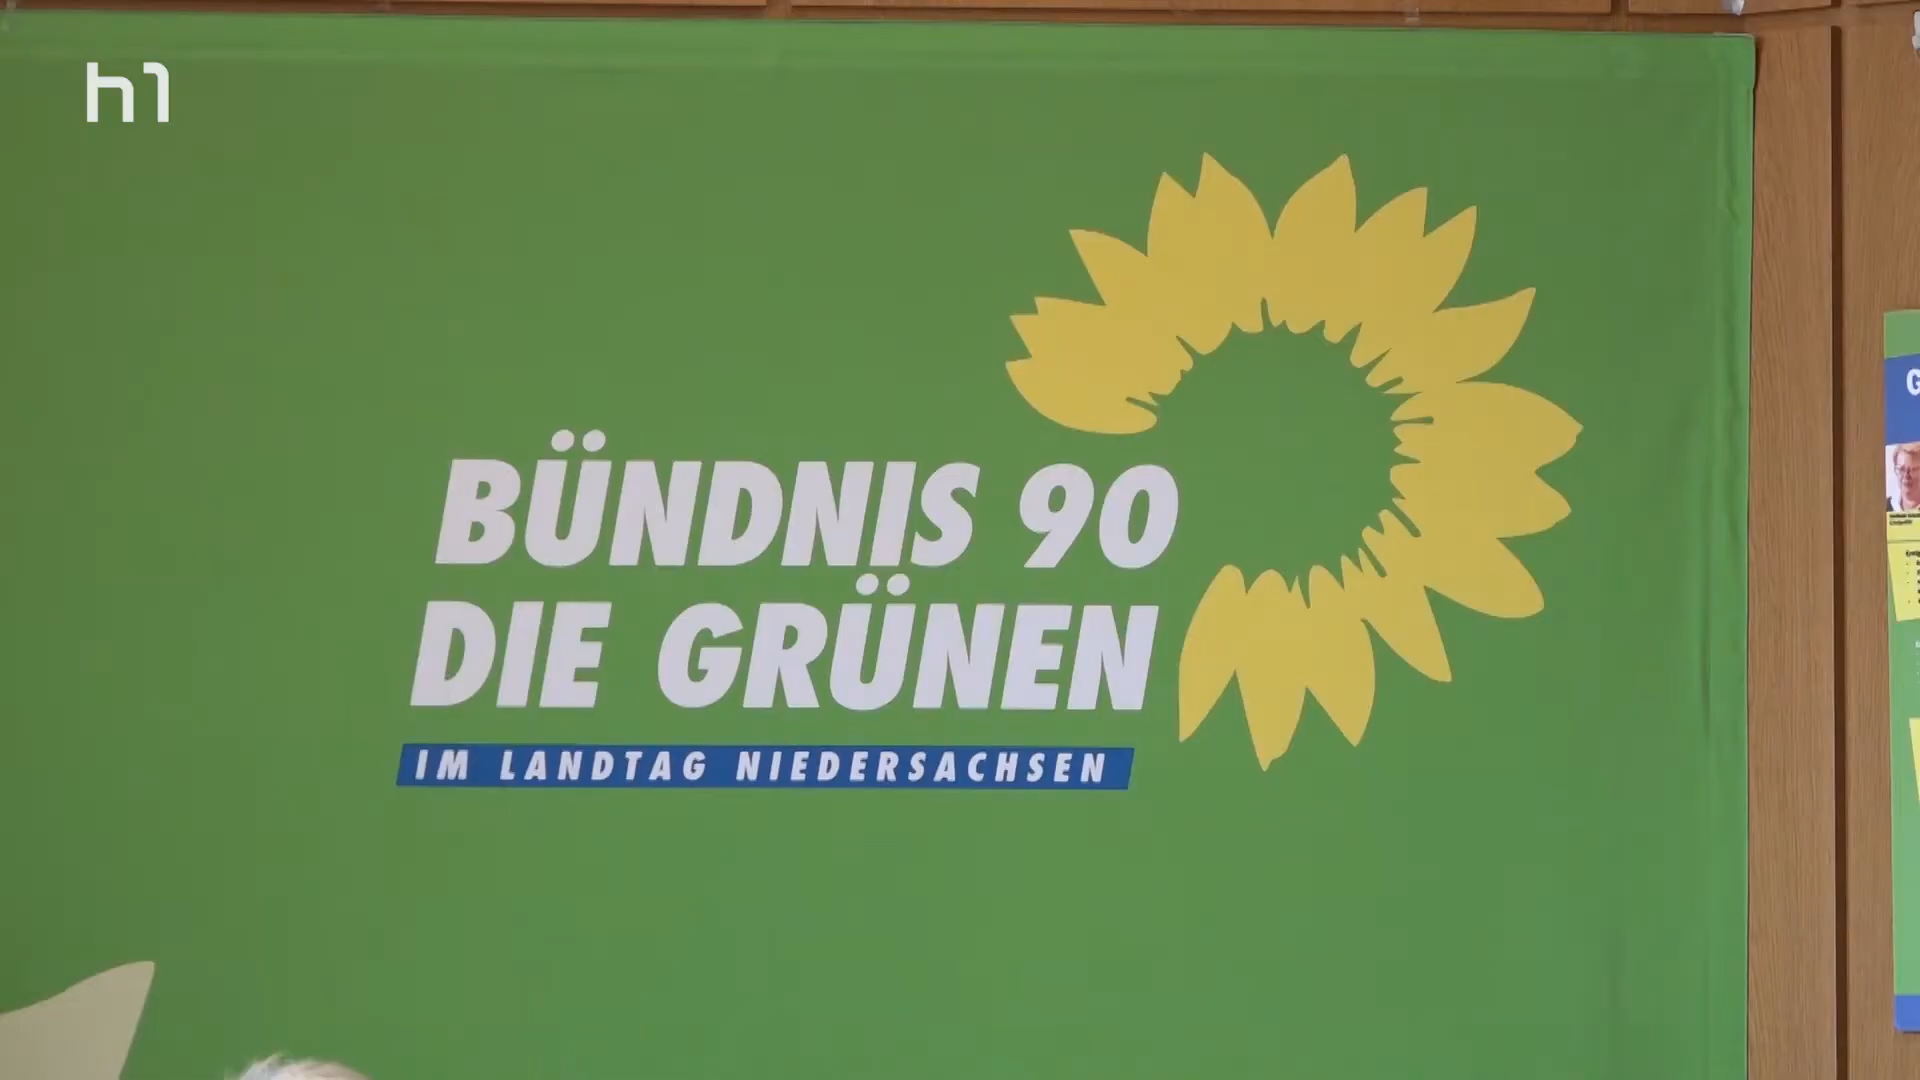 h1
BÜNDNIS 90
DIE GRÜNEN
IM LANDTAG NIEDERSACHSEN
G